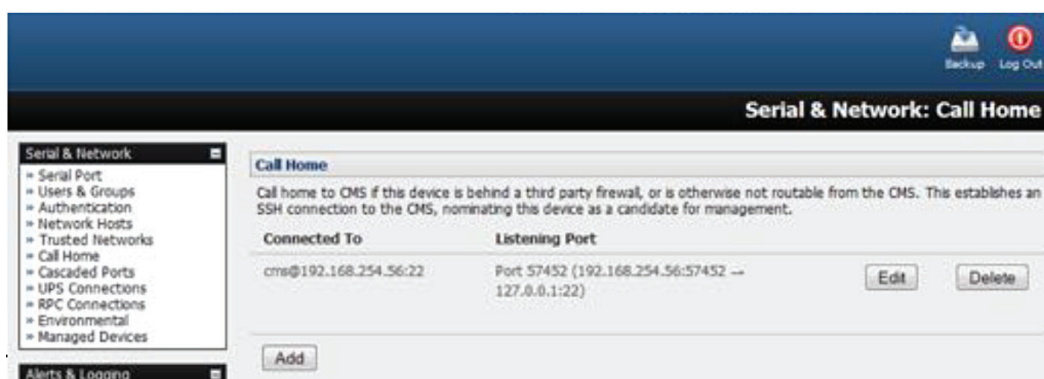 Backup Log Out
Serial & Network: Call Home
Serial & Network
» Serial Port
» Users & Groups
» Authentication
» Network Hosts
» Trusted Networks
» Call Home
» Cascaded Ports
» UPS Connections
» RPC Connections
» Environmental
» Managed Devices
Alerts & Logging
Call Home
Call home to CMS if this device is behind a third party firewall, or is otherwise not routable from the CMS. This establishes an
SSH connection to the CMS, nominating this device as a candidate for management.
Connected To Listening Port
cms@192.168.254.56:22 Port 57452 (192.168.254.56:57452 →
127.0.0.1:22)
Edit Delete
Add